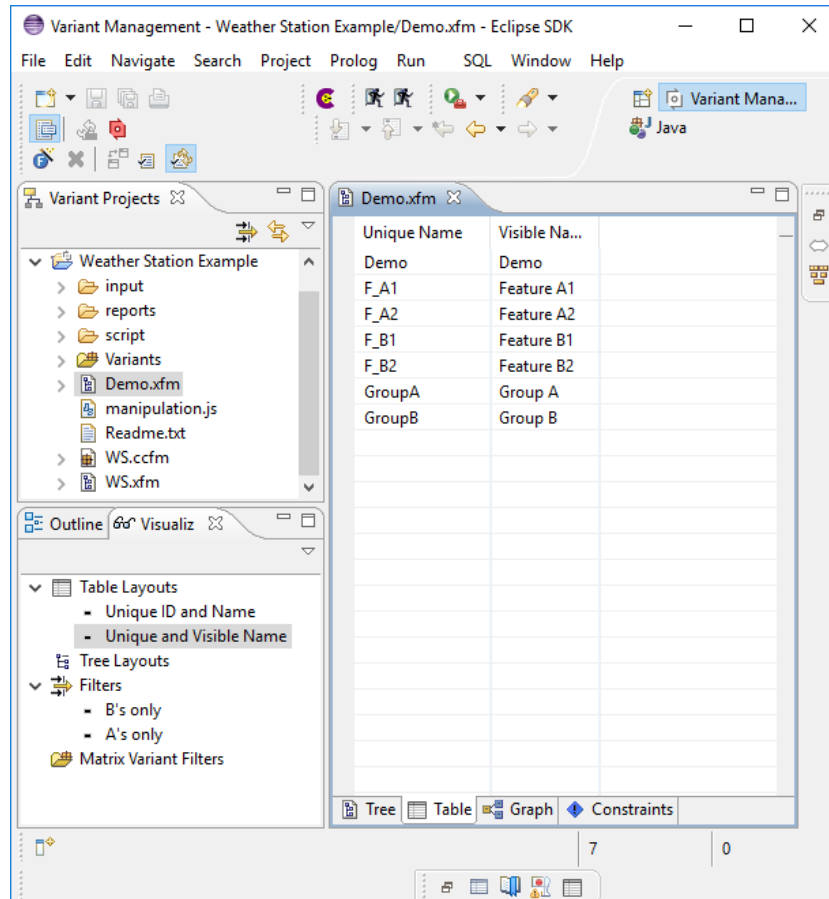 Variant Management - Weather Station Example/Demo.xfm - Eclipse SDK
File Edit Navigate Search Project Prolog Run SQL Window Help
Variant Mana...
Java
Variant Projects
Weather Station Example
input
reports
script
Variants
Demo.xfm
manipulation.js
Readme.txt
WS.ccfm
WS.xfm
Outline Visualiz
Table Layouts
Unique ID and Name
Unique and Visible Name
Tree Layouts
Filters
B's only
A's only
Matrix Variant Filters
Demo.xfm
Unique Name Visible Na...
Demo Demo
F_A1 Feature A1
F_A2 Feature A2
F_B1 Feature B1
F_B2 Feature B2
GroupA Group A
GroupB Group B
Tree Table Graph Constraints
7 0